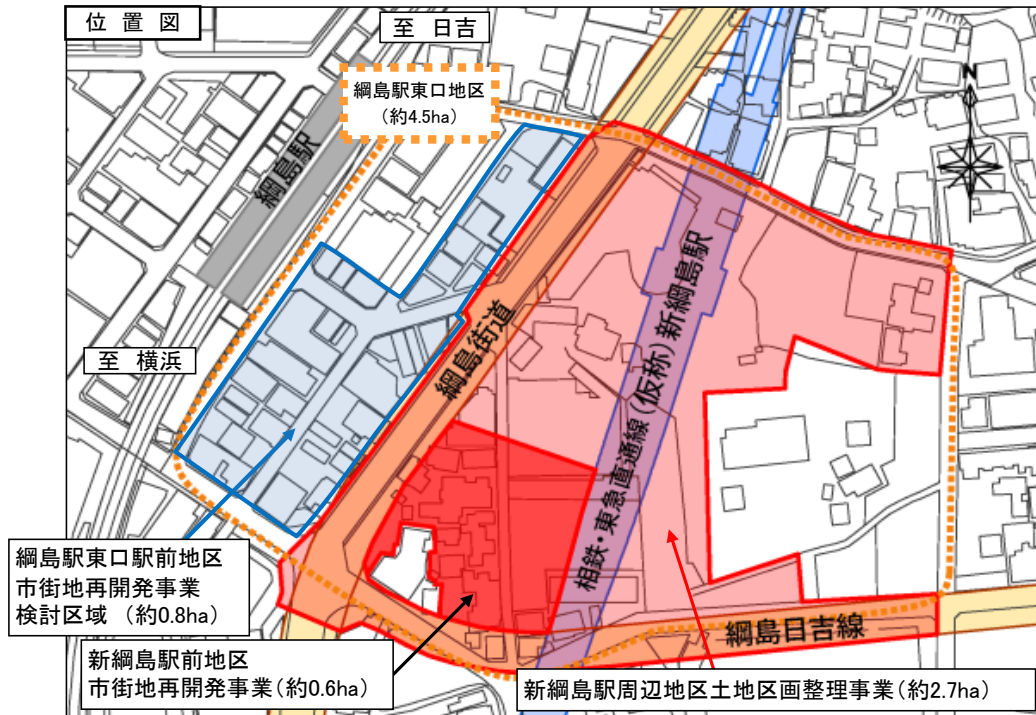 位 置 図
至 日吉
綱島駅東口地区
（約4.5ha）
N
綱島駅
至 横浜
綱島街道
相鉄・東急直通線（仮称）新綱島駅
綱島日吉線
綱島駅東口駅前地区
市街地再開発事業
検討区域 （約0.8ha）
新綱島駅前地区
市街地再開発事業（約0.6ha）
新綱島駅周辺地区土地区画整理事業（約2.7ha）